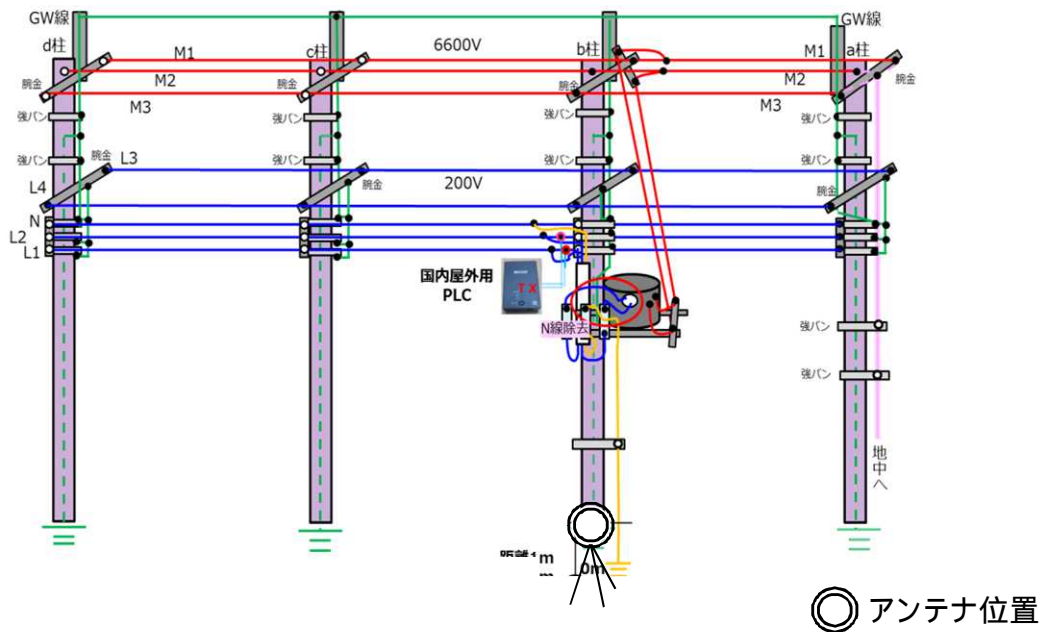 GW線
GW線
d柱
c柱
b柱
a柱
M1
6600V
M1
腕金
M2
腕金
腕金
M2
腕金
M3
M3
強バン
強バン
強バン
強バン
強バン
強バン
強バン
強バン
腕金
L3
L4
200V
腕金
腕金
N
L2
L1
国内屋外用
PLC
TX
N線除去
強バン
強バン
地中へ
距離1m
0m
アンテナ位置